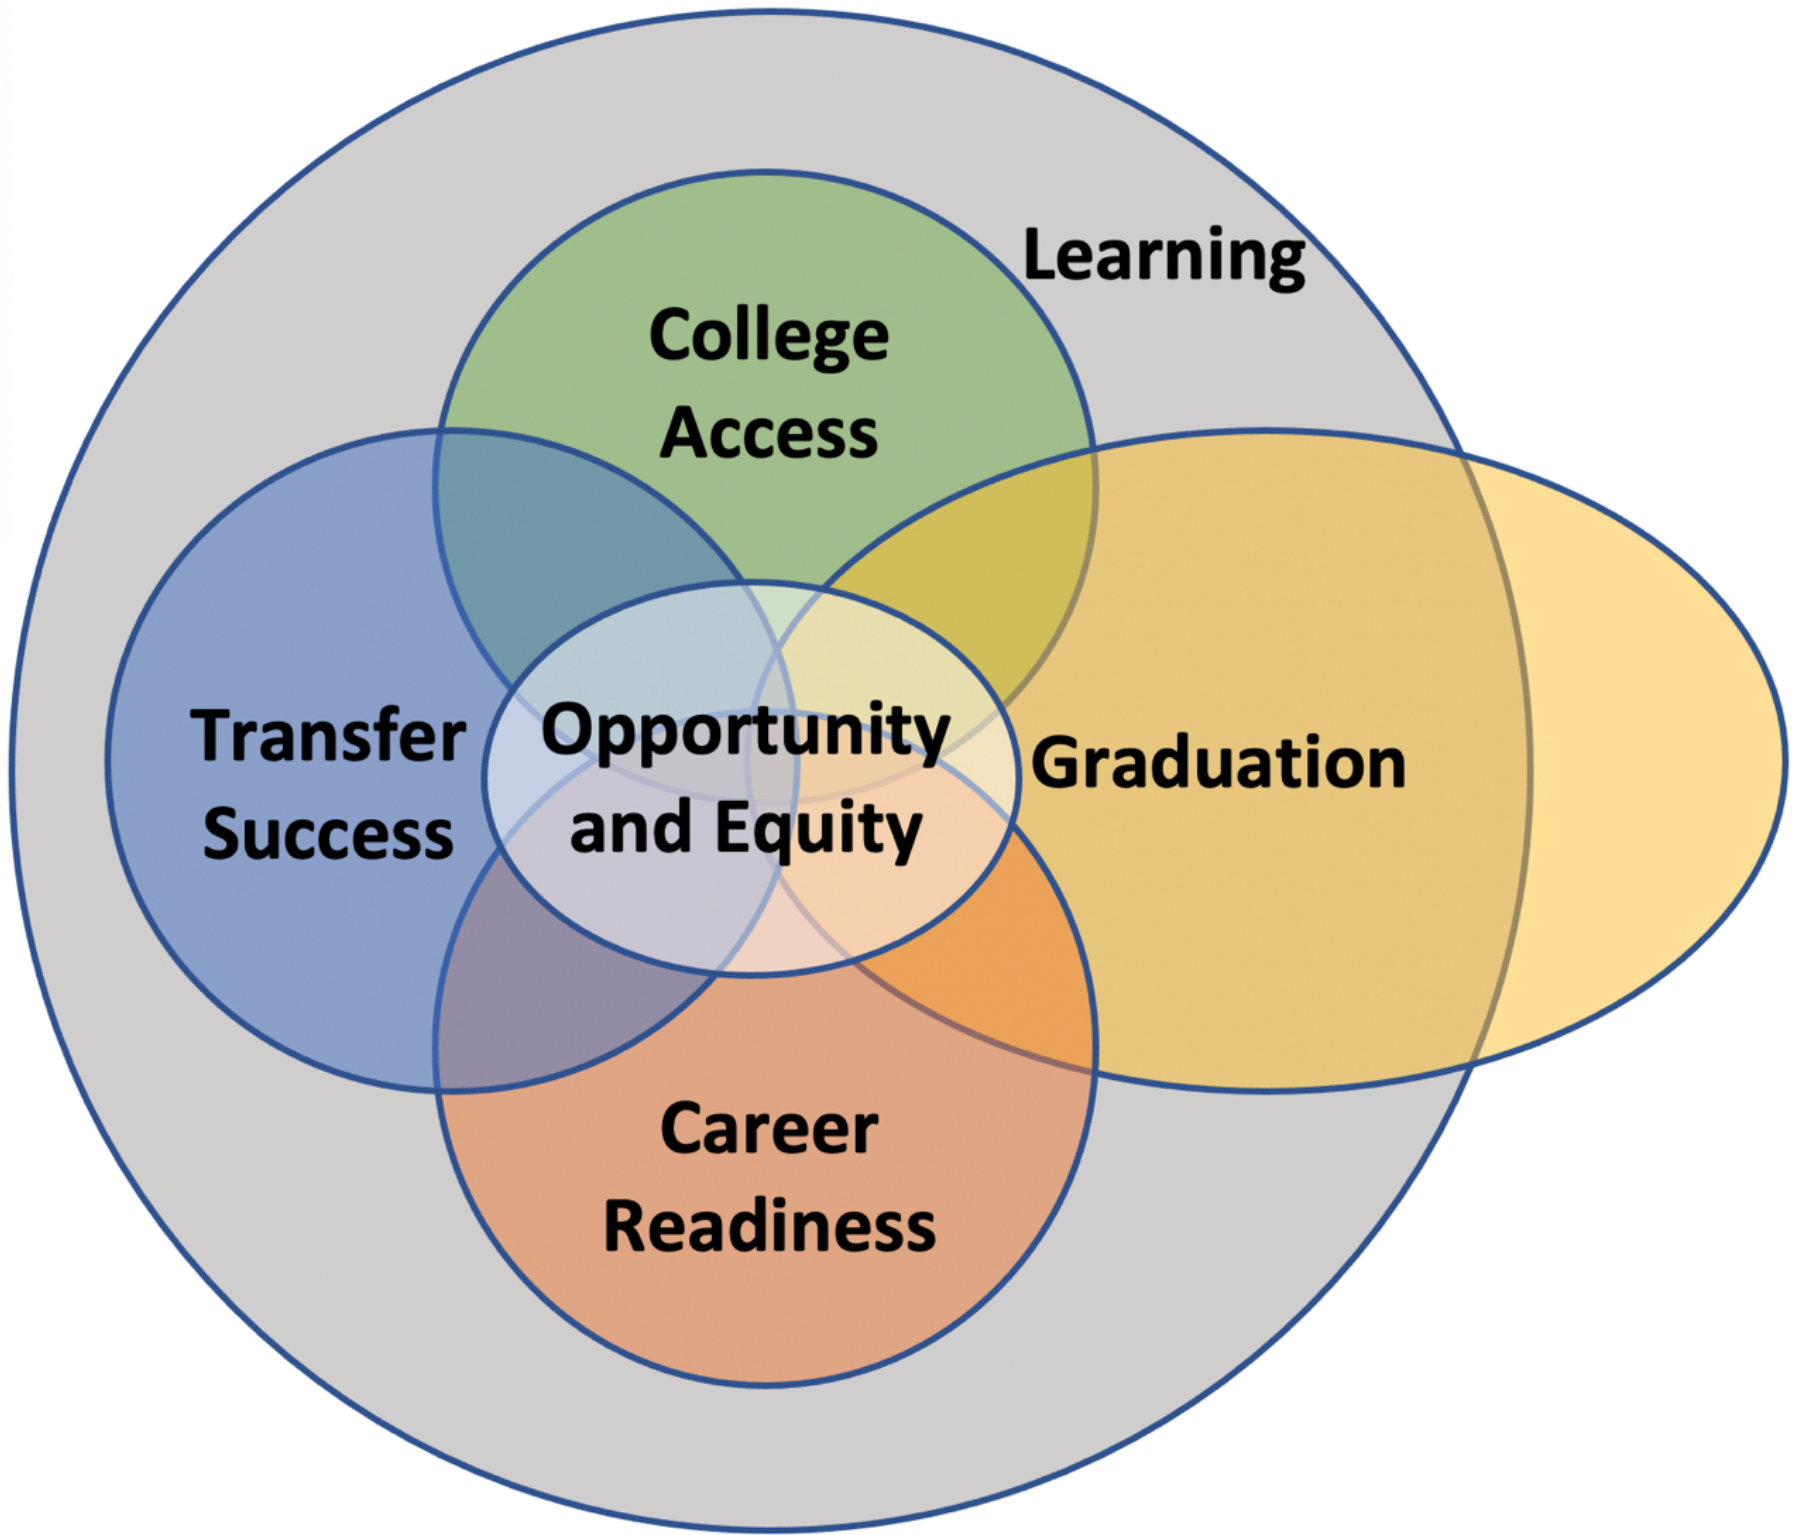 Learning
College
Access
Transfer
Success
Opportunity
and Equity
Graduation
Career
Readiness